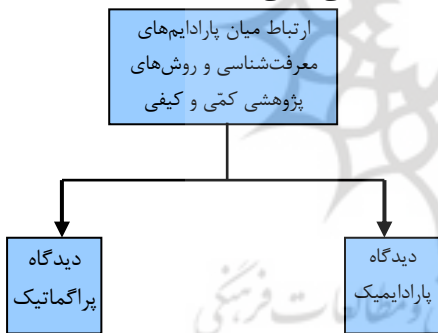 ارتباط میان پارادایم‌های
معرفت‌شناسی و روش‌های
پژوهشی کمّی و کیفی
دیدگاه
پارادایمیک
دیدگاه
پراگماتیک